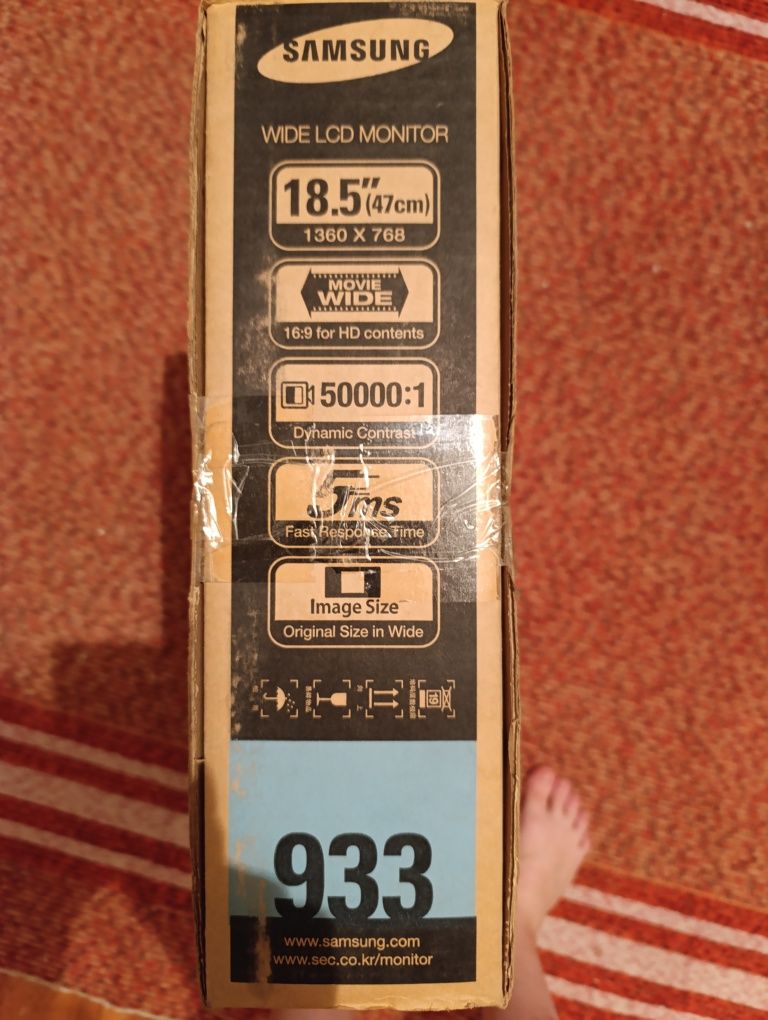 SAMSUNG
WIDE LCD MONITOR
18.5″(47cm)
1360 X 768
MOVIE
WIDE
16:9 for HD contents
50000:1
Dynamic Contrast
5ms
Fast Response Time
Image Size
Original Size in Wide
933
www.samsung.com
www.sec.co.kr/monitor